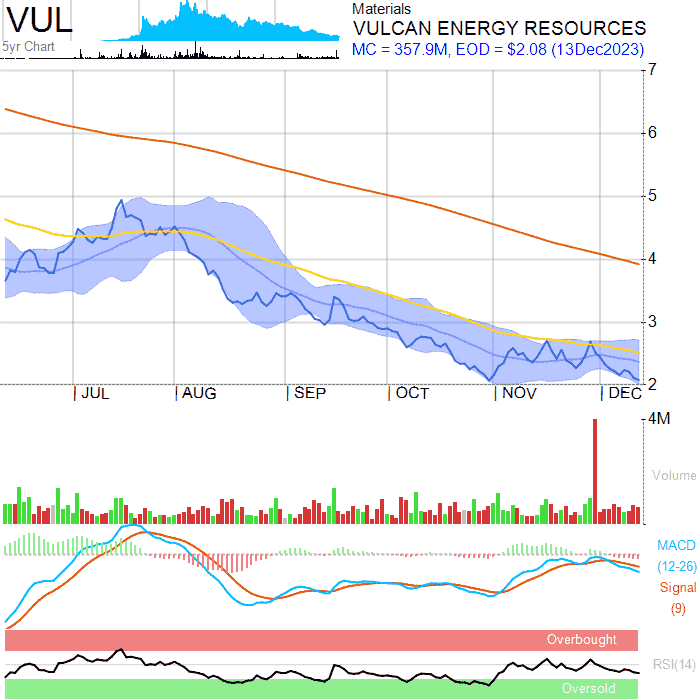 VUL
5yr Chart
Materials
VULCAN ENERGY RESOURCES
MC = 357.9M, EOD = $2.08 (13Dec2023)
7
6
5
4
3
2
JUL AUG SEP OCT NOV DEC
4M
Volume
MACD
(12-26)
Signal
(9)
Overbought
RSI(14)
Oversold